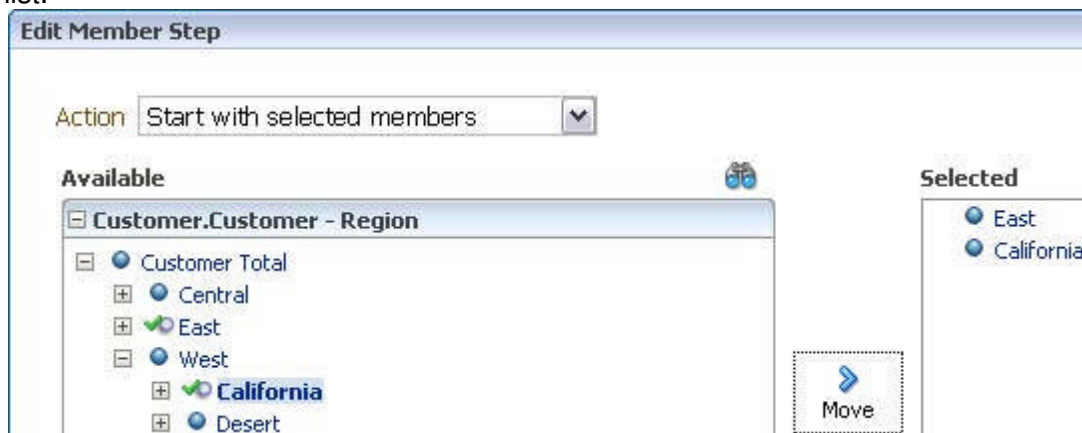 list.
Edit Member Step
Action Start with selected members
Available
Selected
Customer.Customer - Region
East
California
Customer Total
Central
East
West
California
Desert
Move